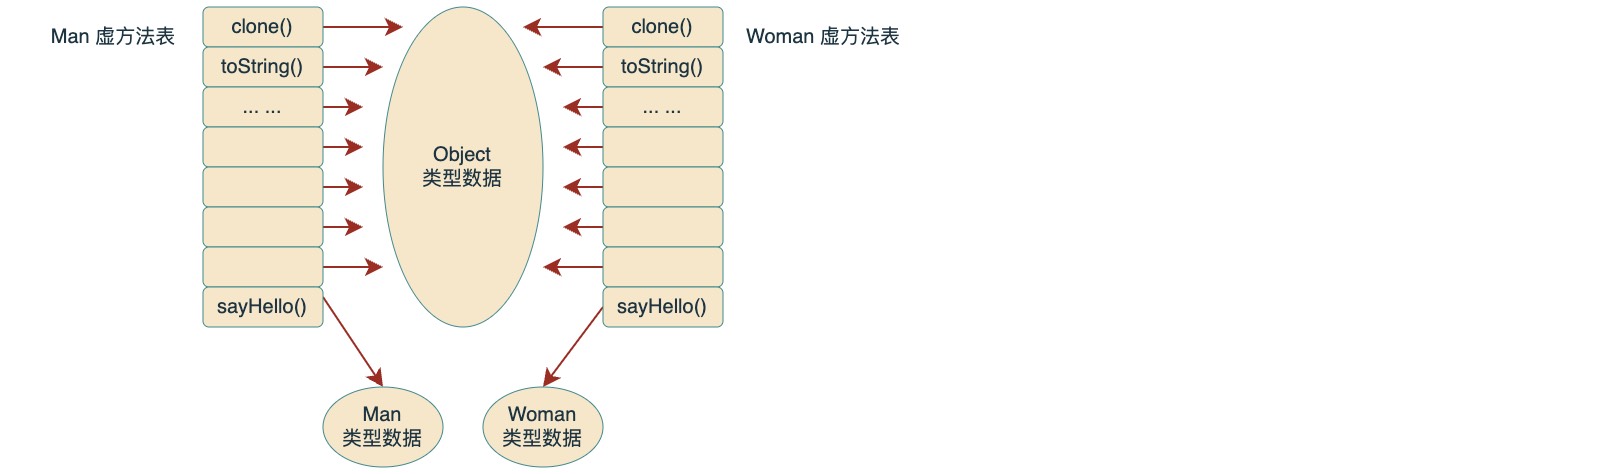 Man 虚方法表
clone()
toString()
... ...
sayHello()
Object
类型数据
clone()
toString()
... ...
sayHello()
Woman 虚方法表
Man
类型数据
Woman
类型数据